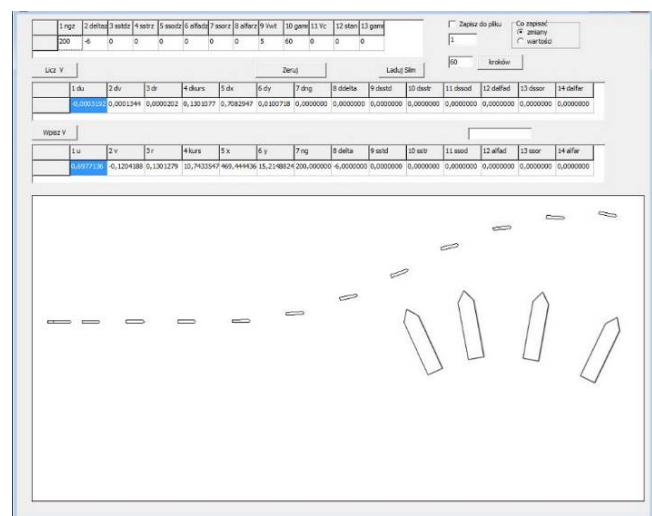 1 ngz 2 deltaz 3 sstdz 4 sstrz 5 ssodz 6 alfadz 7 ssorz 8 alfarz 9 Vwt 10 gamm 11 Vc 12 stan 13 gamm
200 -6 0 0 0 0 0 0 5 60 0 0 0
Zapisz do pliku
Co zapisać
zmiany
wartości
1
60 kroków
Licz V Zeruj Laduj Slim
1 du 2 dv 3 dr 4 dkurs 5 dx 6 dy 7 dng 8 ddelta 9 dsstd 10 dsstr 11 dssod 12 dalfad 13 dssor 14 dalfar
-0,0003192 0,0001344 0,0000202 0,1301077 0,7082947 0,0100718 0,0000000 0,0000000 0,0000000 0,0000000 0,0000000 0,0000000 0,0000000 0,0000000
Wpisz V
1 u 2 v 3 r 4 kurs 5 x 6 y 7 ng 8 delta 9 sstd 10 sstr 11 ssod 12 alfad 13 ssor 14 alfar
0,6977136 -0,1204188 0,1301279 10,7433547 469,444436 15,2148824 200,000000 -6,0000000 0,0000000 0,0000000 0,0000000 0,0000000 0,0000000 0,0000000